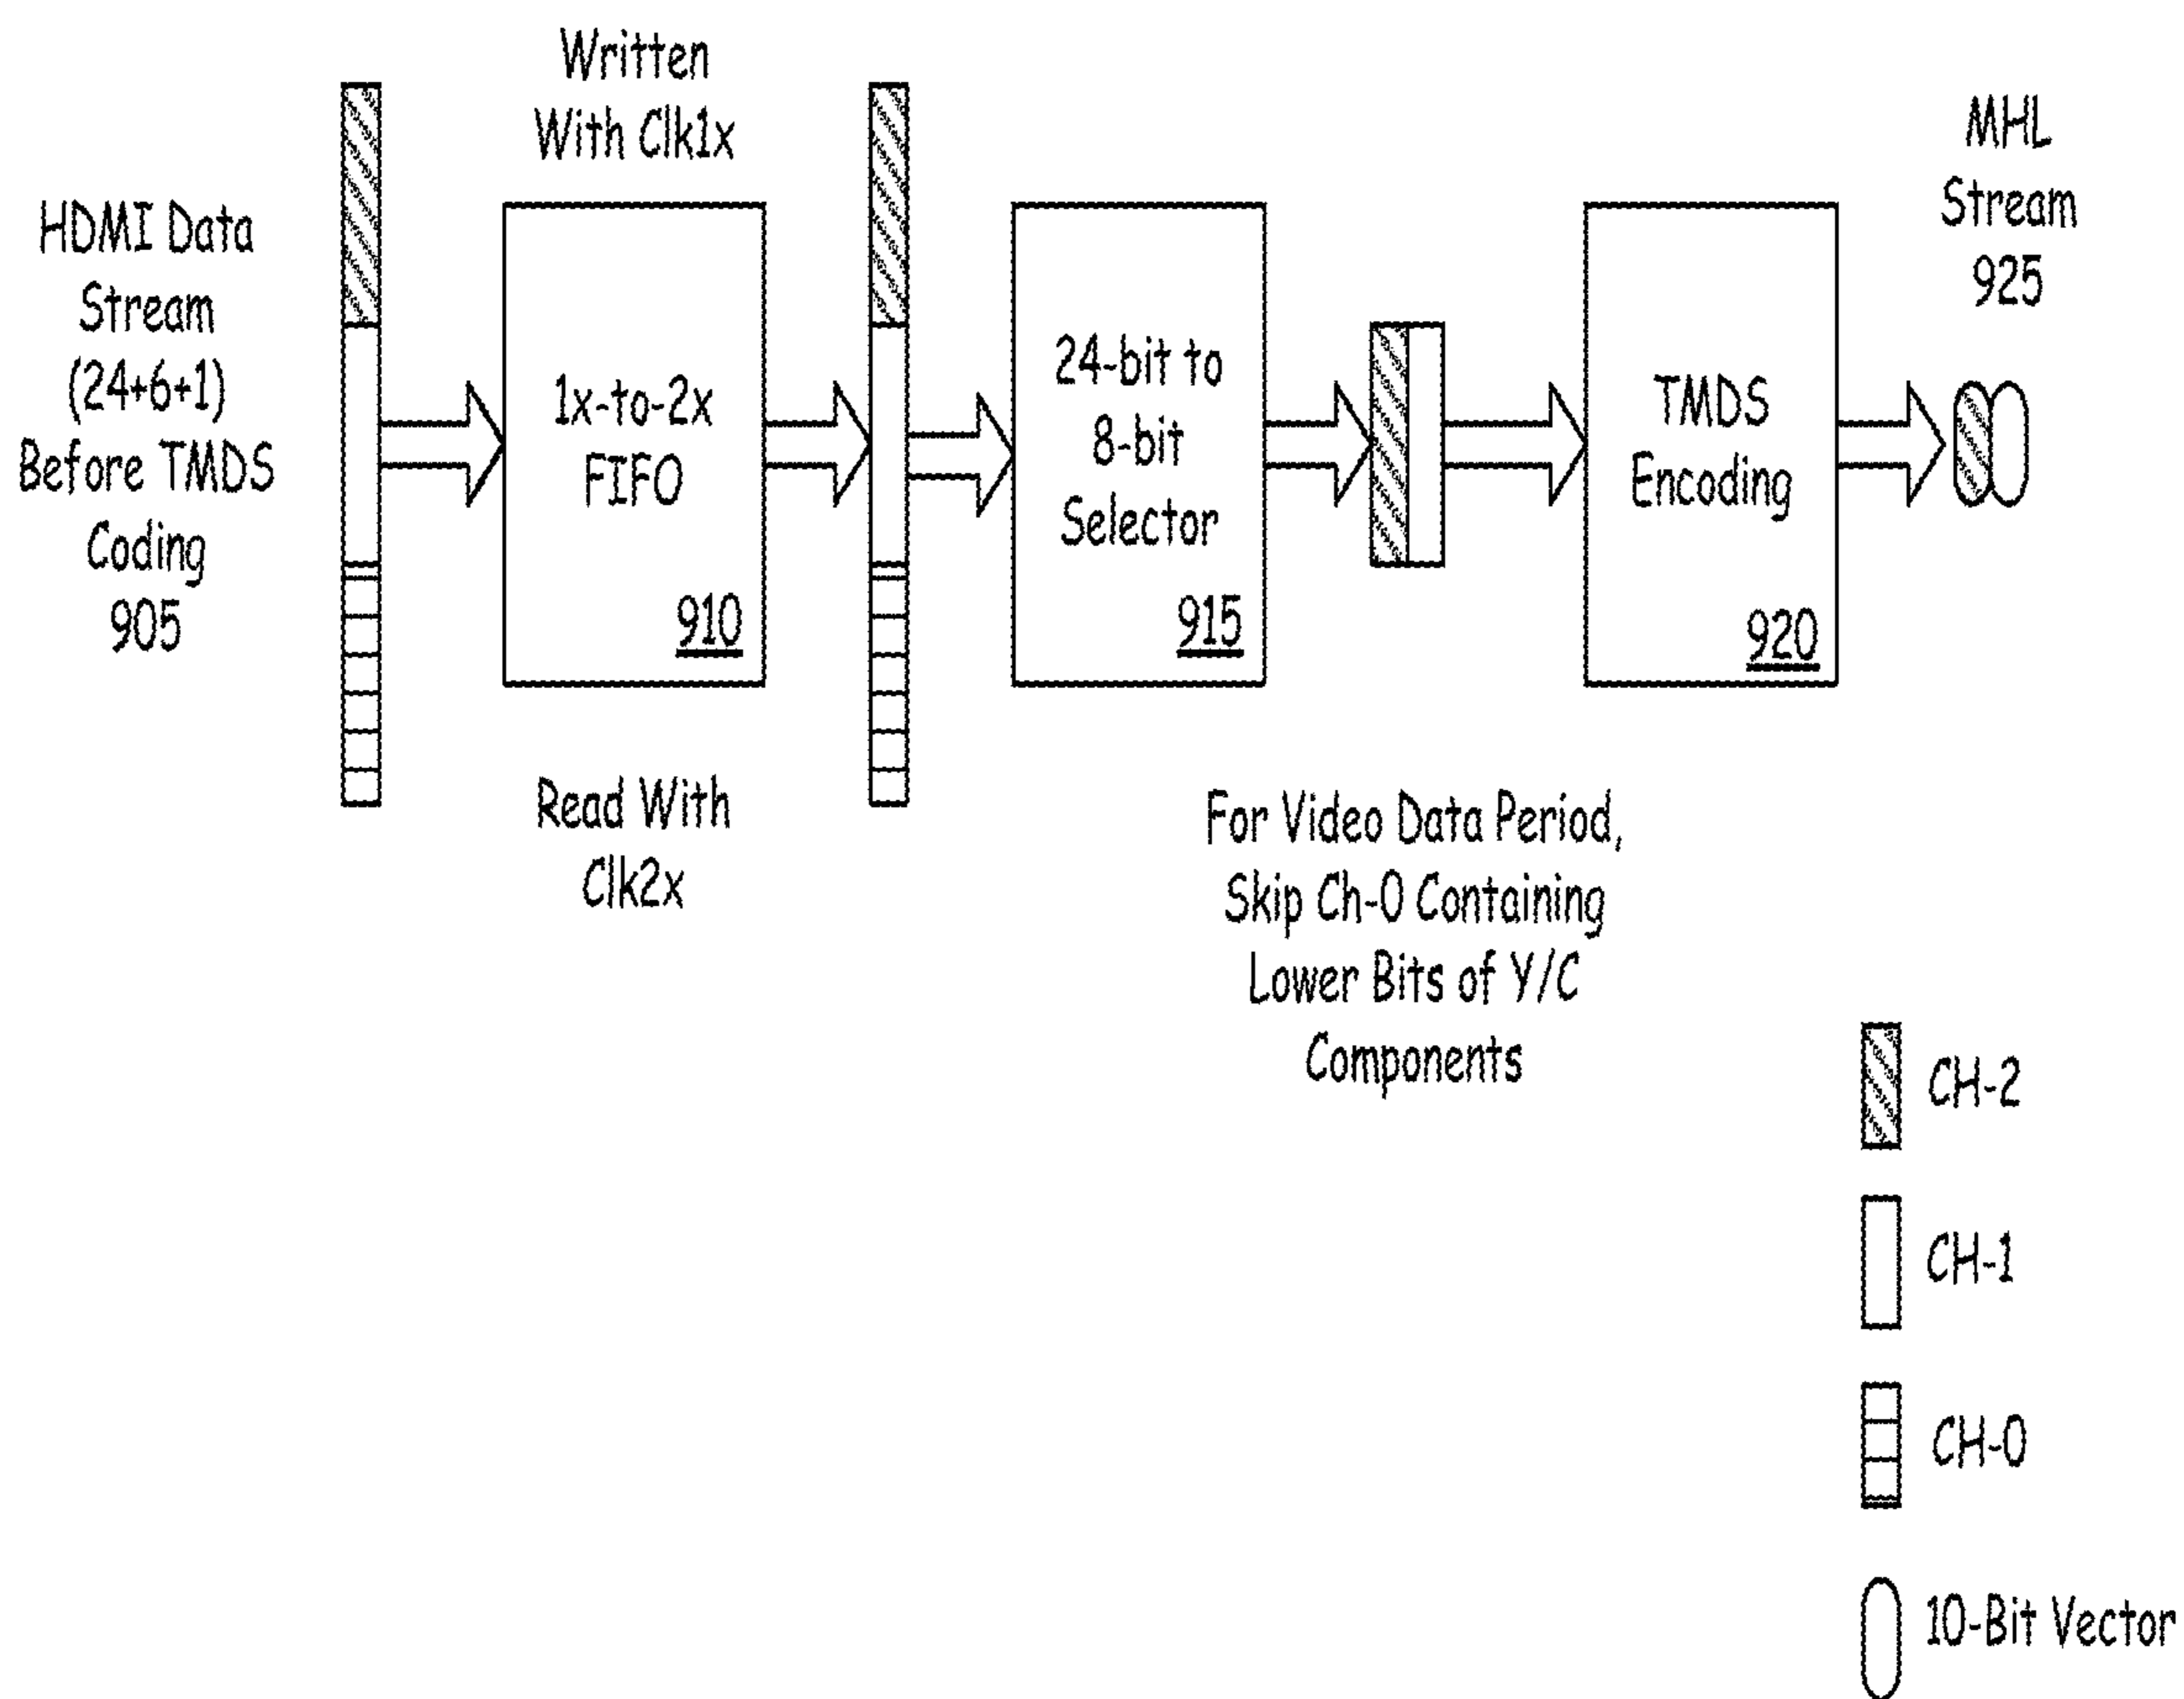 HDMI Data
Stream
(24+6+1)
Before TMDS
Coding
905
Written
With Clk1x
1x-to-2x
FIFO
910
Read With
Clk2x
24-bit to
8-bit
Selector
915
For Video Data Period,
Skip Ch-0 Containing
Lower Bits of Y/C
Components
TMDS
Encoding
920
MHL
Stream
925
CH-2
CH-1
CH-0
10-Bit Vector